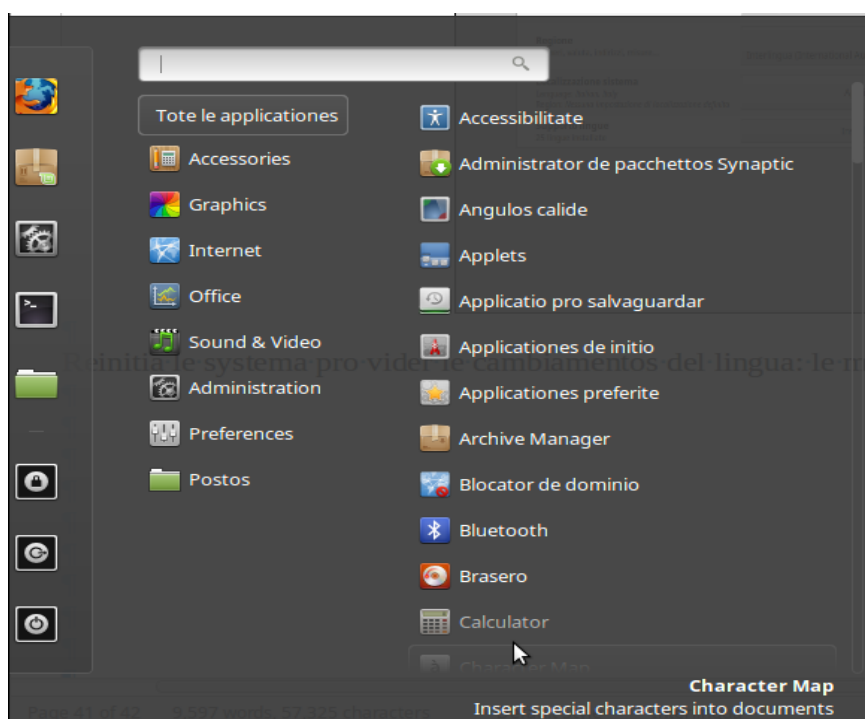 Tote le applicationes
Accessories
Graphics
Internet
Office
Sound & Video
Administration
Preferences
Postos
Accessibilitate
Administrator de pacchettos Synaptic
Angulos calide
Applets
Applicatio pro salvaguardar
Applicationes de initio
Applicationes preferite
Archive Manager
Blocator de dominio
Bluetooth
Brasero
Calculator
Character Map
Reinitia le systema pro vider le cambiamentos del lingua: le
Character Map
Insert special characters into documents
Page 41 of 42 9,597 words, 57,325 characters